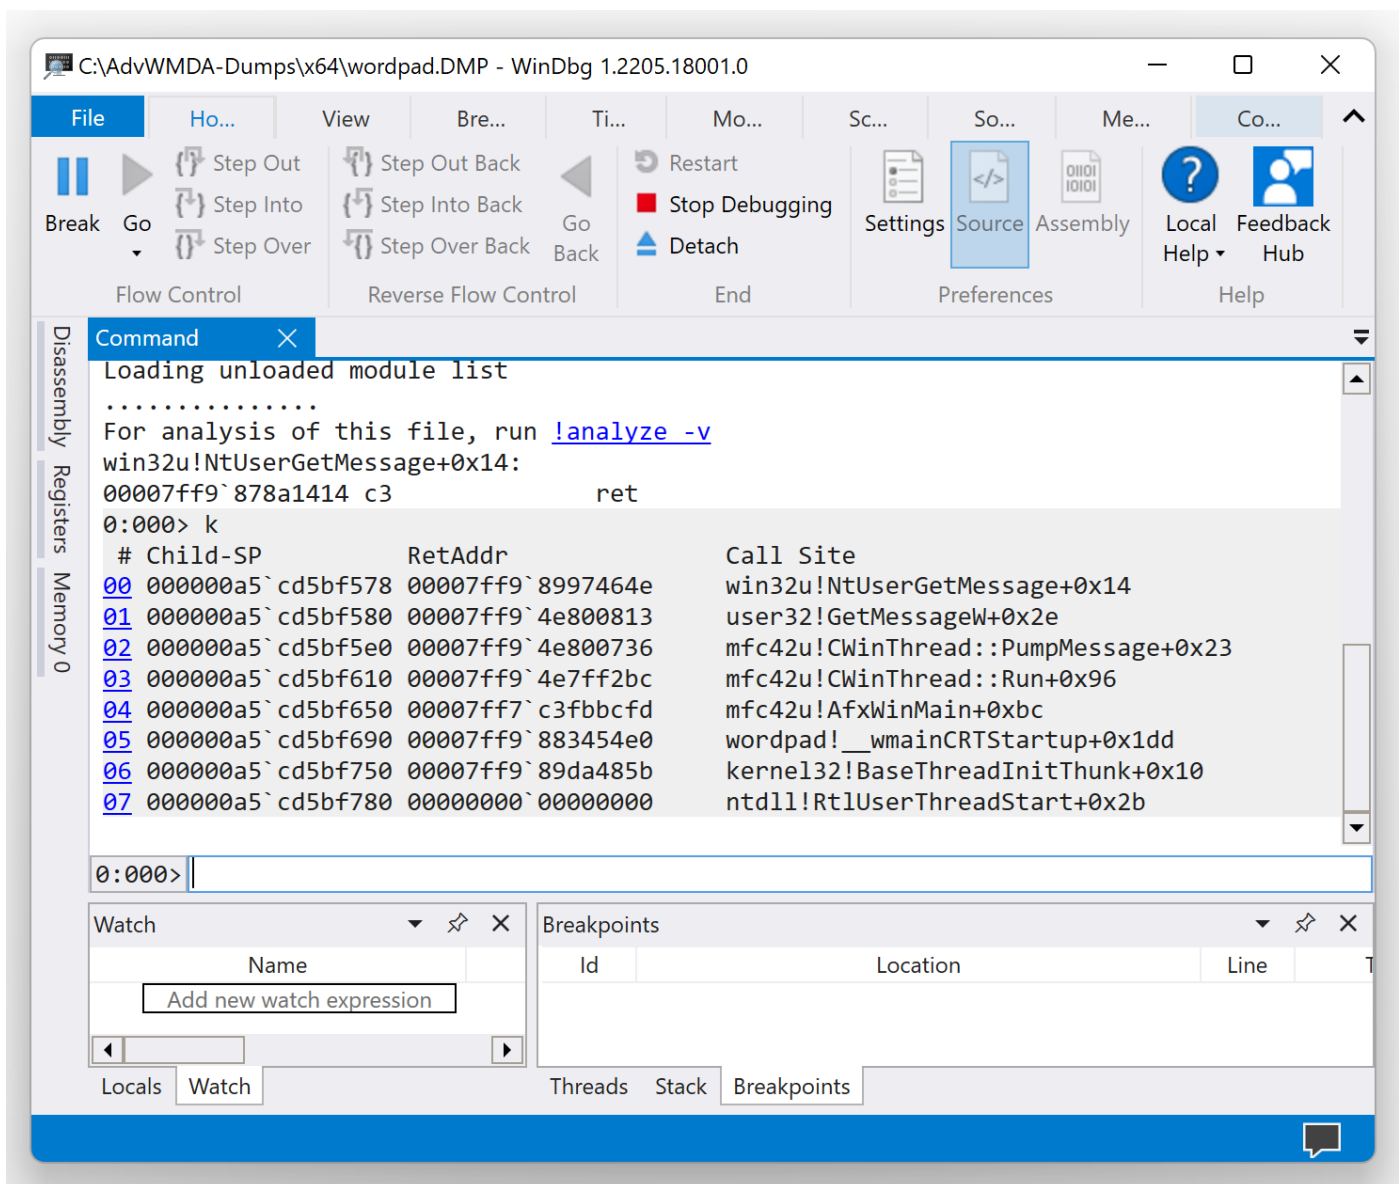 C:\AdvWMDA-Dumps\x64\wordpad.DMP - WinDbg 1.2205.18001.0
File Ho... View Bre... Ti... Mo... Sc... So... Me... Co...
Break
Go
Step Out
Step Into
Step Over
Flow Control
Step Out Back
Step Into Back
Step Over Back
Go
Back
Reverse Flow Control
Restart
Stop Debugging
Detach
End
Settings
Source
Assembly
Preferences
Local
Help
Feedback
Hub
Help
Disassembly
Registers
Memory 0
Command
Loading unloaded module list
...............
For analysis of this file, run !analyze -v
win32u!NtUserGetMessage+0x14:
00007ff9`878a1414 c3              ret
0:000> k
 # Child-SP          RetAddr               Call Site
00 000000a5`cd5bf578 00007ff9`8997464e     win32u!NtUserGetMessage+0x14
01 000000a5`cd5bf580 00007ff9`4e800813     user32!GetMessageW+0x2e
02 000000a5`cd5bf5e0 00007ff9`4e800736     mfc42u!CWinThread::PumpMessage+0x23
03 000000a5`cd5bf610 00007ff9`4e7ff2bc     mfc42u!CWinThread::Run+0x96
04 000000a5`cd5bf650 00007ff7`c3fbbcfd     mfc42u!AfxWinMain+0xbc
05 000000a5`cd5bf690 00007ff9`883454e0     wordpad!__wmainCRTStartup+0x1dd
06 000000a5`cd5bf750 00007ff9`89da485b     kernel32!BaseThreadInitThunk+0x10
07 000000a5`cd5bf780 00000000`00000000     ntdll!RtlUserThreadStart+0x2b
0:000>
Watch
Name
Add new watch expression
Locals Watch
Breakpoints
Id Location Line T
Threads Stack Breakpoints